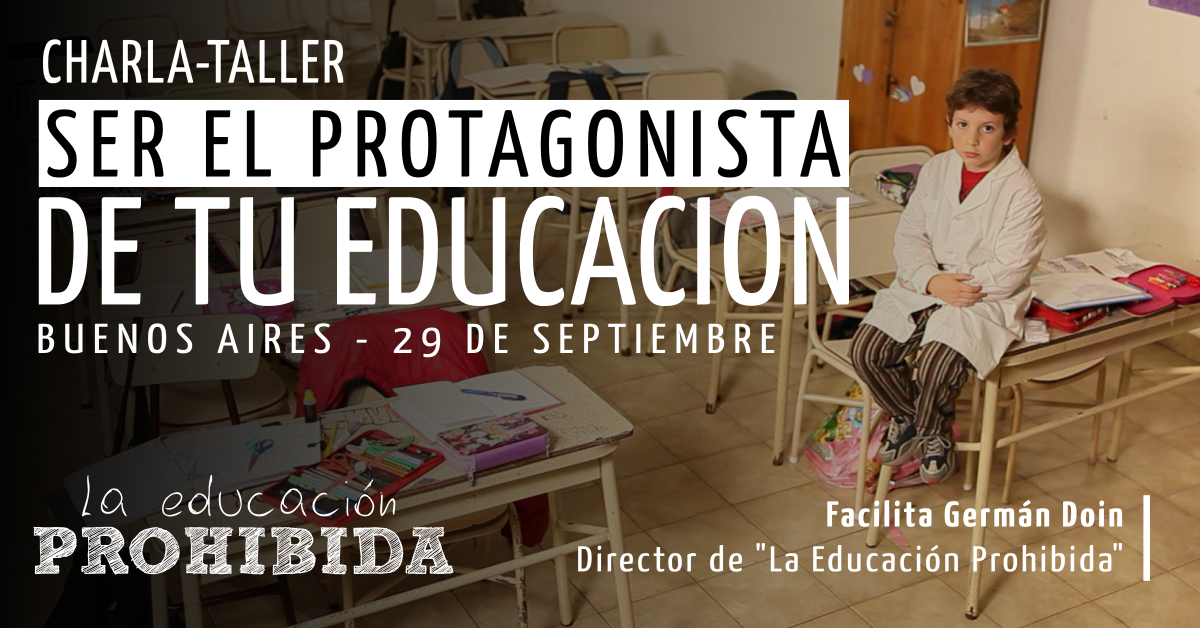 CHARLA-TALLER
SER EL PROTAGONISTA
DE TU EDUCACION
BUENOS AIRES - 29 DE SEPTIEMBRE
La educación
PROHIBIDA
Facilita Germán Doin
Director de "La Educación Prohibida"